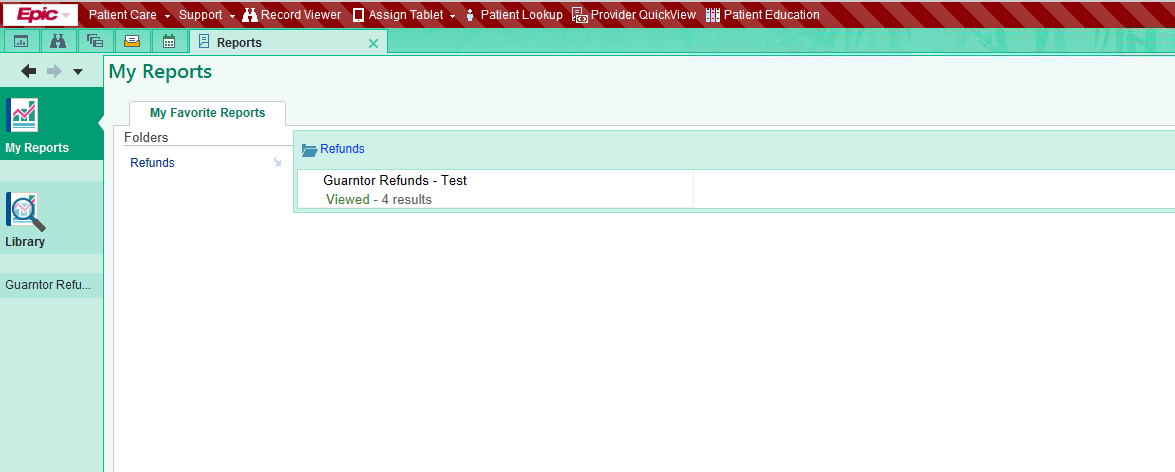 Epic Patient Care Support Record Viewer Assign Tablet Patient Lookup Provider QuickView Patient Education
Reports
My Reports
My Favorite Reports
Folders
Refunds
Refunds
Guarntor Refunds - Test
Viewed - 4 results
My Reports
Library
Guarntor Refu...